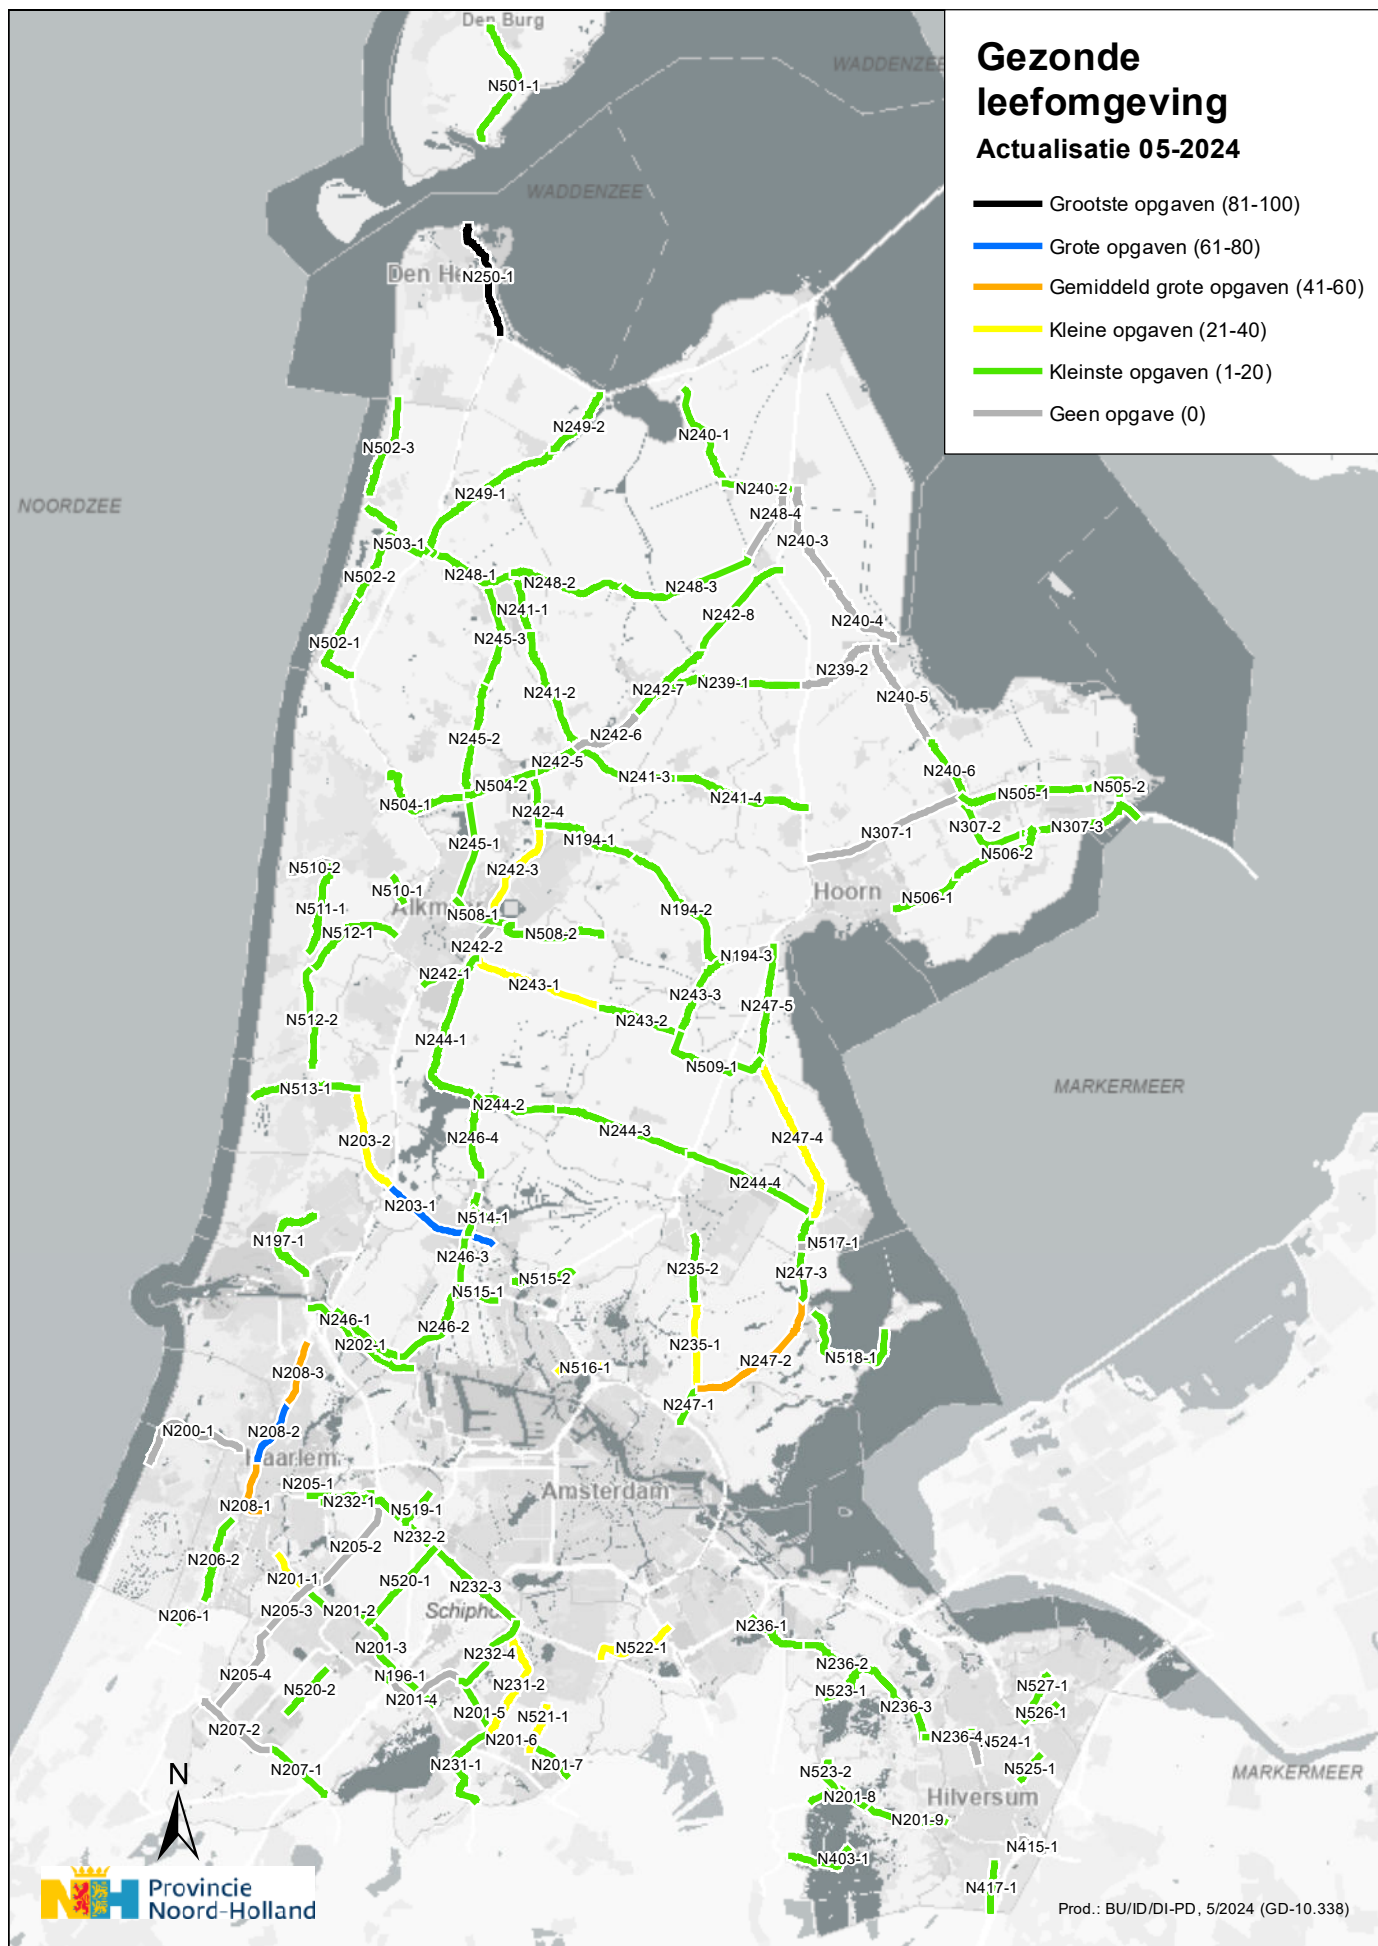 Gezonde
leefomgeving
Actualisatie 05-2024
Grootste opgaven (81-100)
Grote opgaven (61-80)
Gemiddeld grote opgaven (41-60)
Kleine opgaven (21-40)
Kleinste opgaven (1-20)
Geen opgave (0)
Den Burg
N501-1
WADDENZEE
WADDENZEE
N250-1
N249-2
N240-1
N502-3
N249-1
N240-2
NOORDZEE
N248-4
N503-1
N240-3
N502-2
N248-1
N248-2
N248-3
N241-1
N242-8
N240-4
N245-3
N502-1
N239-2
N239-1
N242-7
N241-2
N240-5
N242-6
N245-2
N242-5
N240-6
N241-3
N504-2
N505-2
N505-1
N241-4
N504-1
N242-4
N307-2
N307-3
N307-1
N194-1
N245-1
N506-2
N510-2
N242-3
N510-1
Hoorn
N506-1
N511-1
N194-2
N508-1
N512-1
N508-2
N242-2
N194-3
N242-1
N243-1
N243-3
N247-5
N512-2
N243-2
N244-1
N509-1
MARKERMEER
N513-1
N244-2
N244-3
N203-2
N246-4
N247-4
N244-4
N203-1
N514-1
N197-1
N517-1
N246-3
N235-2
N247-3
N515-2
N515-1
N246-1
N246-2
N202-1
N235-1
N518-1
N247-2
N516-1
N208-3
N247-1
N200-1
N208-2
Haarlem
N205-1
Amsterdam
N232-1
N208-1
N519-1
N232-2
N205-2
N206-2
N201-1
N520-1
N232-3
N205-3
N201-2
N206-1
N236-1
N201-3
N522-1
N232-4
N236-2
N205-4
N196-1
N527-1
N231-2
N520-2
N523-1
N201-4
N236-3
N201-5
N526-1
N521-1
N207-2
N236-4
N201-6
N524-1
N231-1
N201-7
N207-1
N523-2
N525-1
MARKERMEER
N
N201-8
Hilversum
N201-9
N415-1
N403-1
N417-1
NH Provincie
Noord-Holland
Prod.: BU/ID/DI-PD, 5/2024 (GD-10.338)